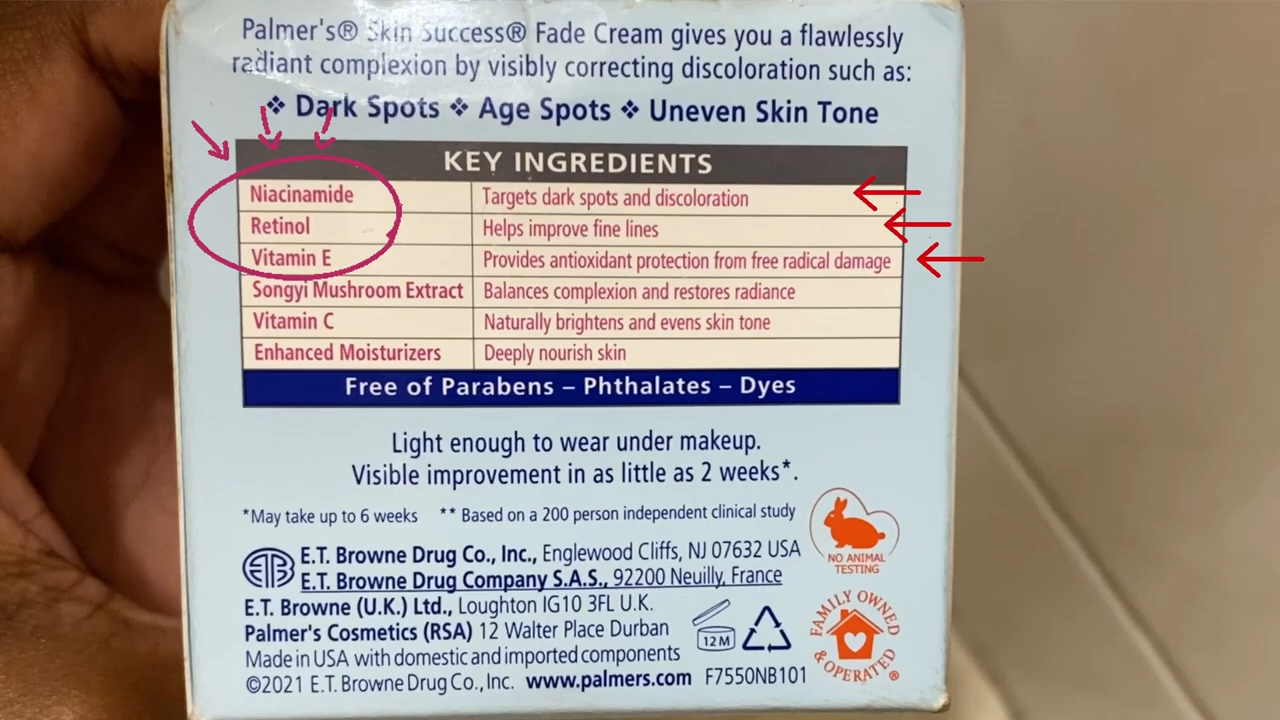 Palmer's® Skin Success® Fade Cream gives you a flawlessly
radiant complexion by visibly correcting discoloration such as:
❖ Dark Spots ❖ Age Spots ❖ Uneven Skin Tone
KEY INGREDIENTS
Niacinamide Targets dark spots and discoloration
Retinol Helps improve fine lines
Vitamin E Provides antioxidant protection from free radical damage
Songyi Mushroom Extract Balances complexion and restores radiance
Vitamin C Naturally brightens and evens skin tone
Enhanced Moisturizers Deeply nourish skin
Free of Parabens – Phthalates – Dyes
Light enough to wear under makeup.
Visible improvement in as little as 2 weeks*.
*May take up to 6 weeks ** Based on a 200 person independent clinical study
NO ANIMAL
TESTING
ETB E.T. Browne Drug Co., Inc., Englewood Cliffs, NJ 07632 USA
E.T. Browne Drug Company S.A.S., 92200 Neuilly, France
E.T. Browne (U.K.) Ltd., Loughton IG10 3FL U.K.
Palmer's Cosmetics (RSA) 12 Walter Place Durban
Made in USA with domestic and imported components
©2021 E.T. Browne Drug Co., Inc. www.palmers.com F7550NB101
12 M
FAMILY OWNED
& OPERATED®